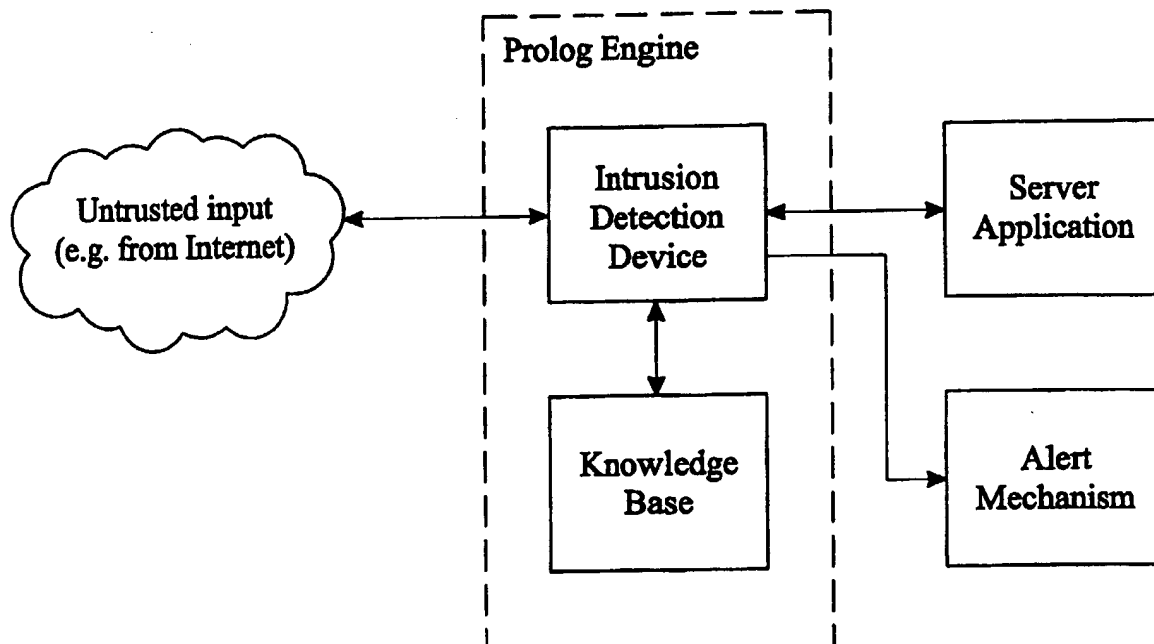 Prolog Engine
Untrusted input
(e.g. from Internet)
Intrusion
Detection
Device
Server
Application
Knowledge
Base
Alert
Mechanism